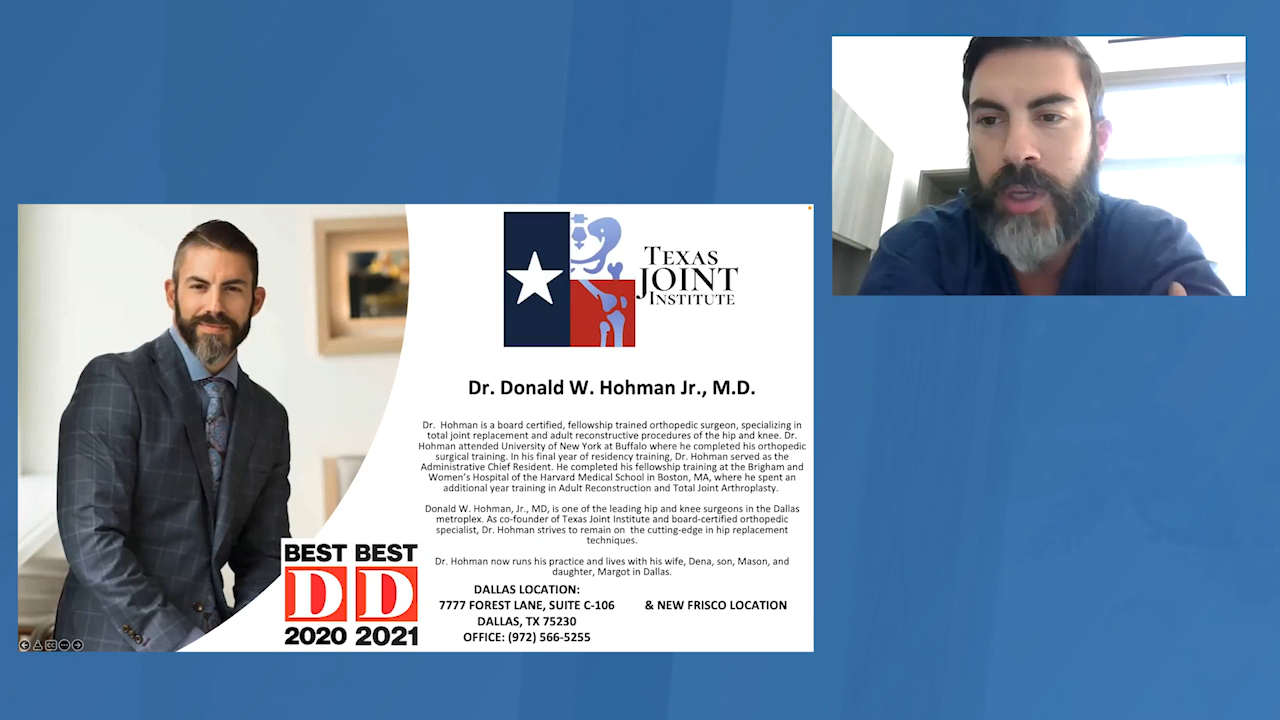 TEXAS
JOINT
INSTITUTE
Dr. Donald W. Hohman Jr., M.D.
Dr. Hohman is a board certified, fellowship trained orthopedic surgeon, specializing in
total joint replacement and adult reconstructive procedures of the hip and knee. Dr.
Hohman attended University of New York at Buffalo where he completed his orthopedic
surgical training. In his final year of residency training, Dr. Hohman served as the
Administrative Chief Resident. He completed his fellowship training at the Brigham and
Women's Hospital of the Harvard Medical School in Boston, MA, where he spent an
additional year training in Adult Reconstruction and Total Joint Arthroplasty.
Donald W. Hohman, Jr., MD, is one of the leading hip and knee surgeons in the Dallas
metroplex. As co-founder of Texas Joint Institute and board-certified orthopedic
specialist, Dr. Hohman strives to remain on the cutting-edge in hip replacement
techniques.
Dr. Hohman now runs his practice and lives with his wife, Dena, son, Mason, and
daughter, Margot in Dallas.
DALLAS LOCATION:
7777 FOREST LANE, SUITE C-106 & NEW FRISCO LOCATION
DALLAS, TX 75230
OFFICE: (972) 566-5255
BEST BEST
D D
2020 2021